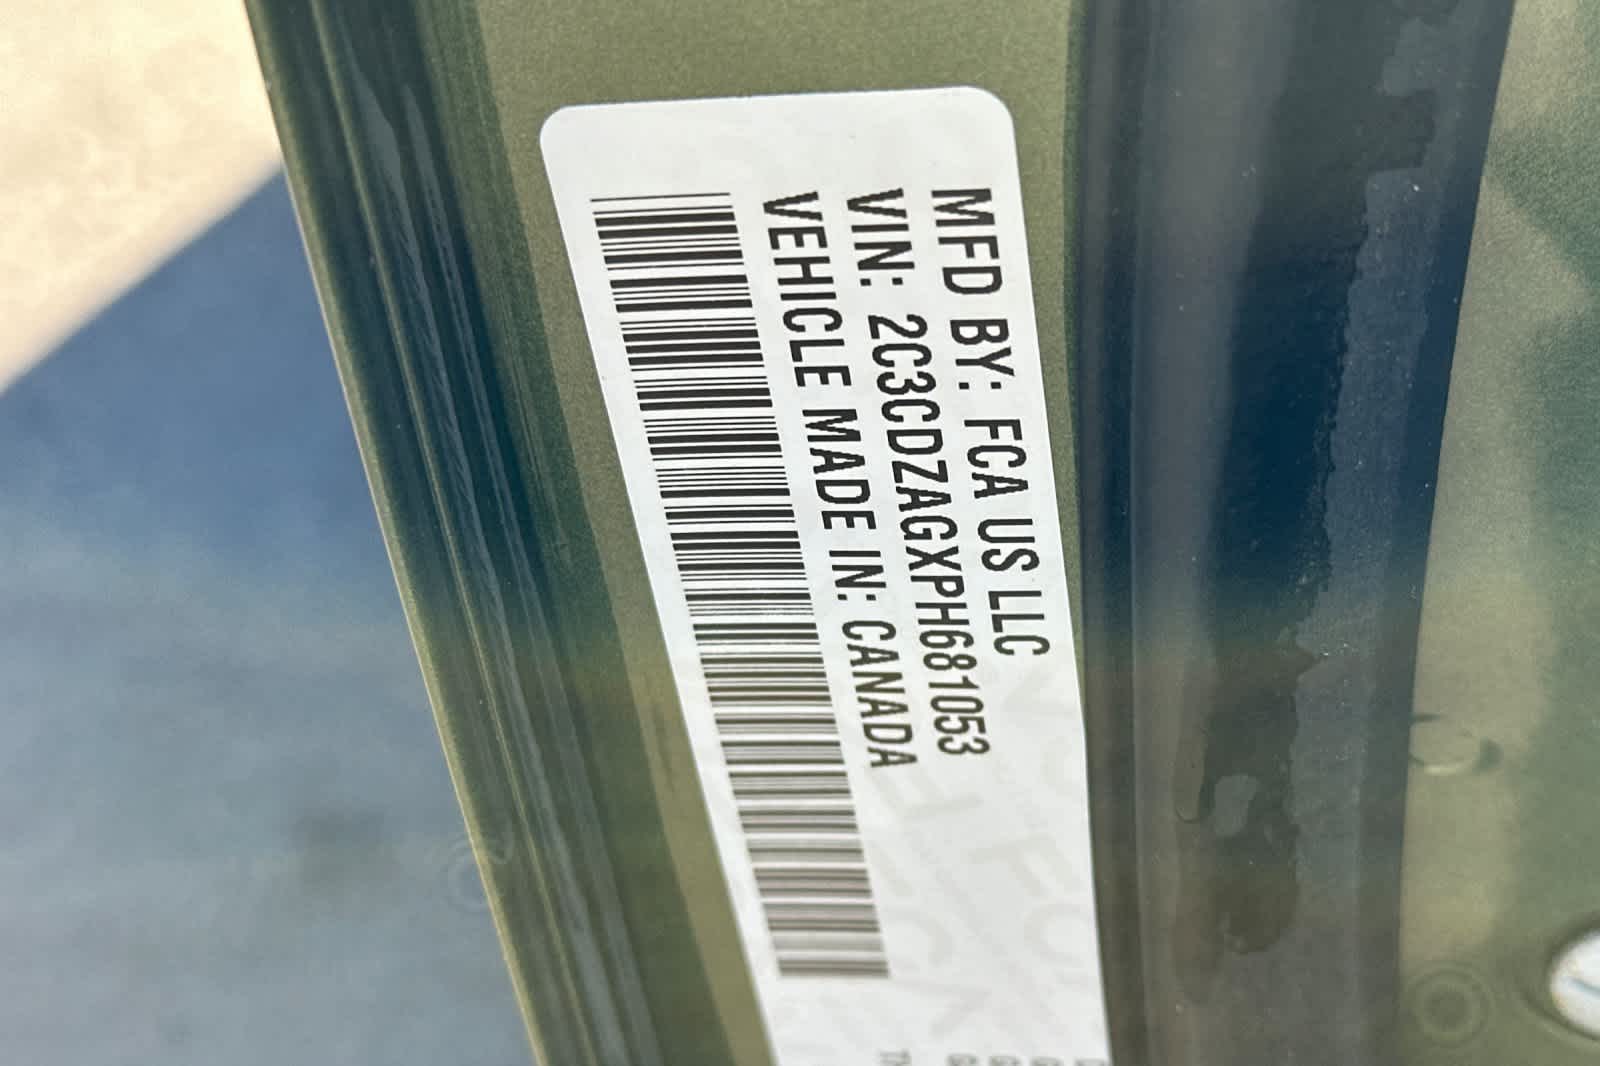 MFD BY: FCA US LLC
VIN: 2C3CDZAGXPH681053
VEHICLE MADE IN: CANADA